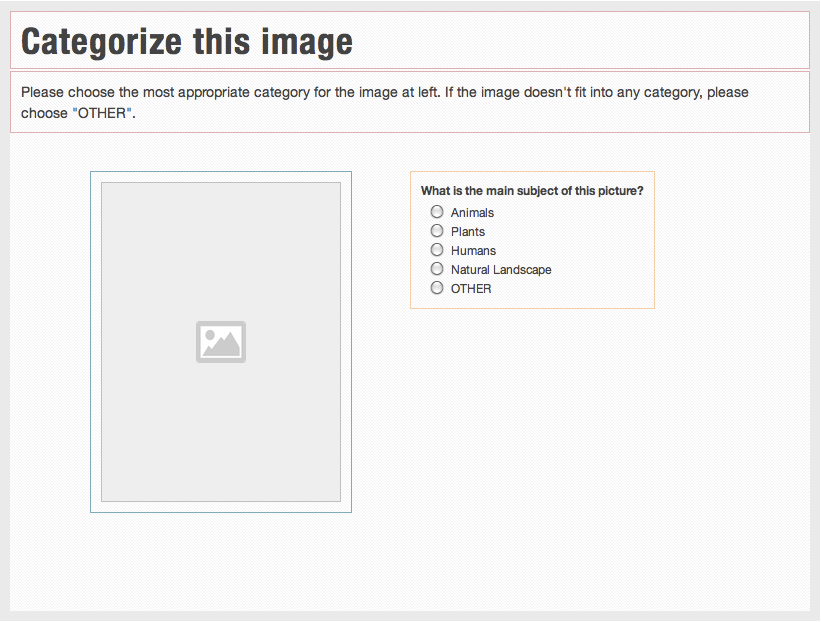 Categorize this image
Please choose the most appropriate category for the image at left. If the image doesn't fit into any category, please
choose "OTHER".
What is the main subject of this picture?
Animals
Plants
Humans
Natural Landscape
OTHER